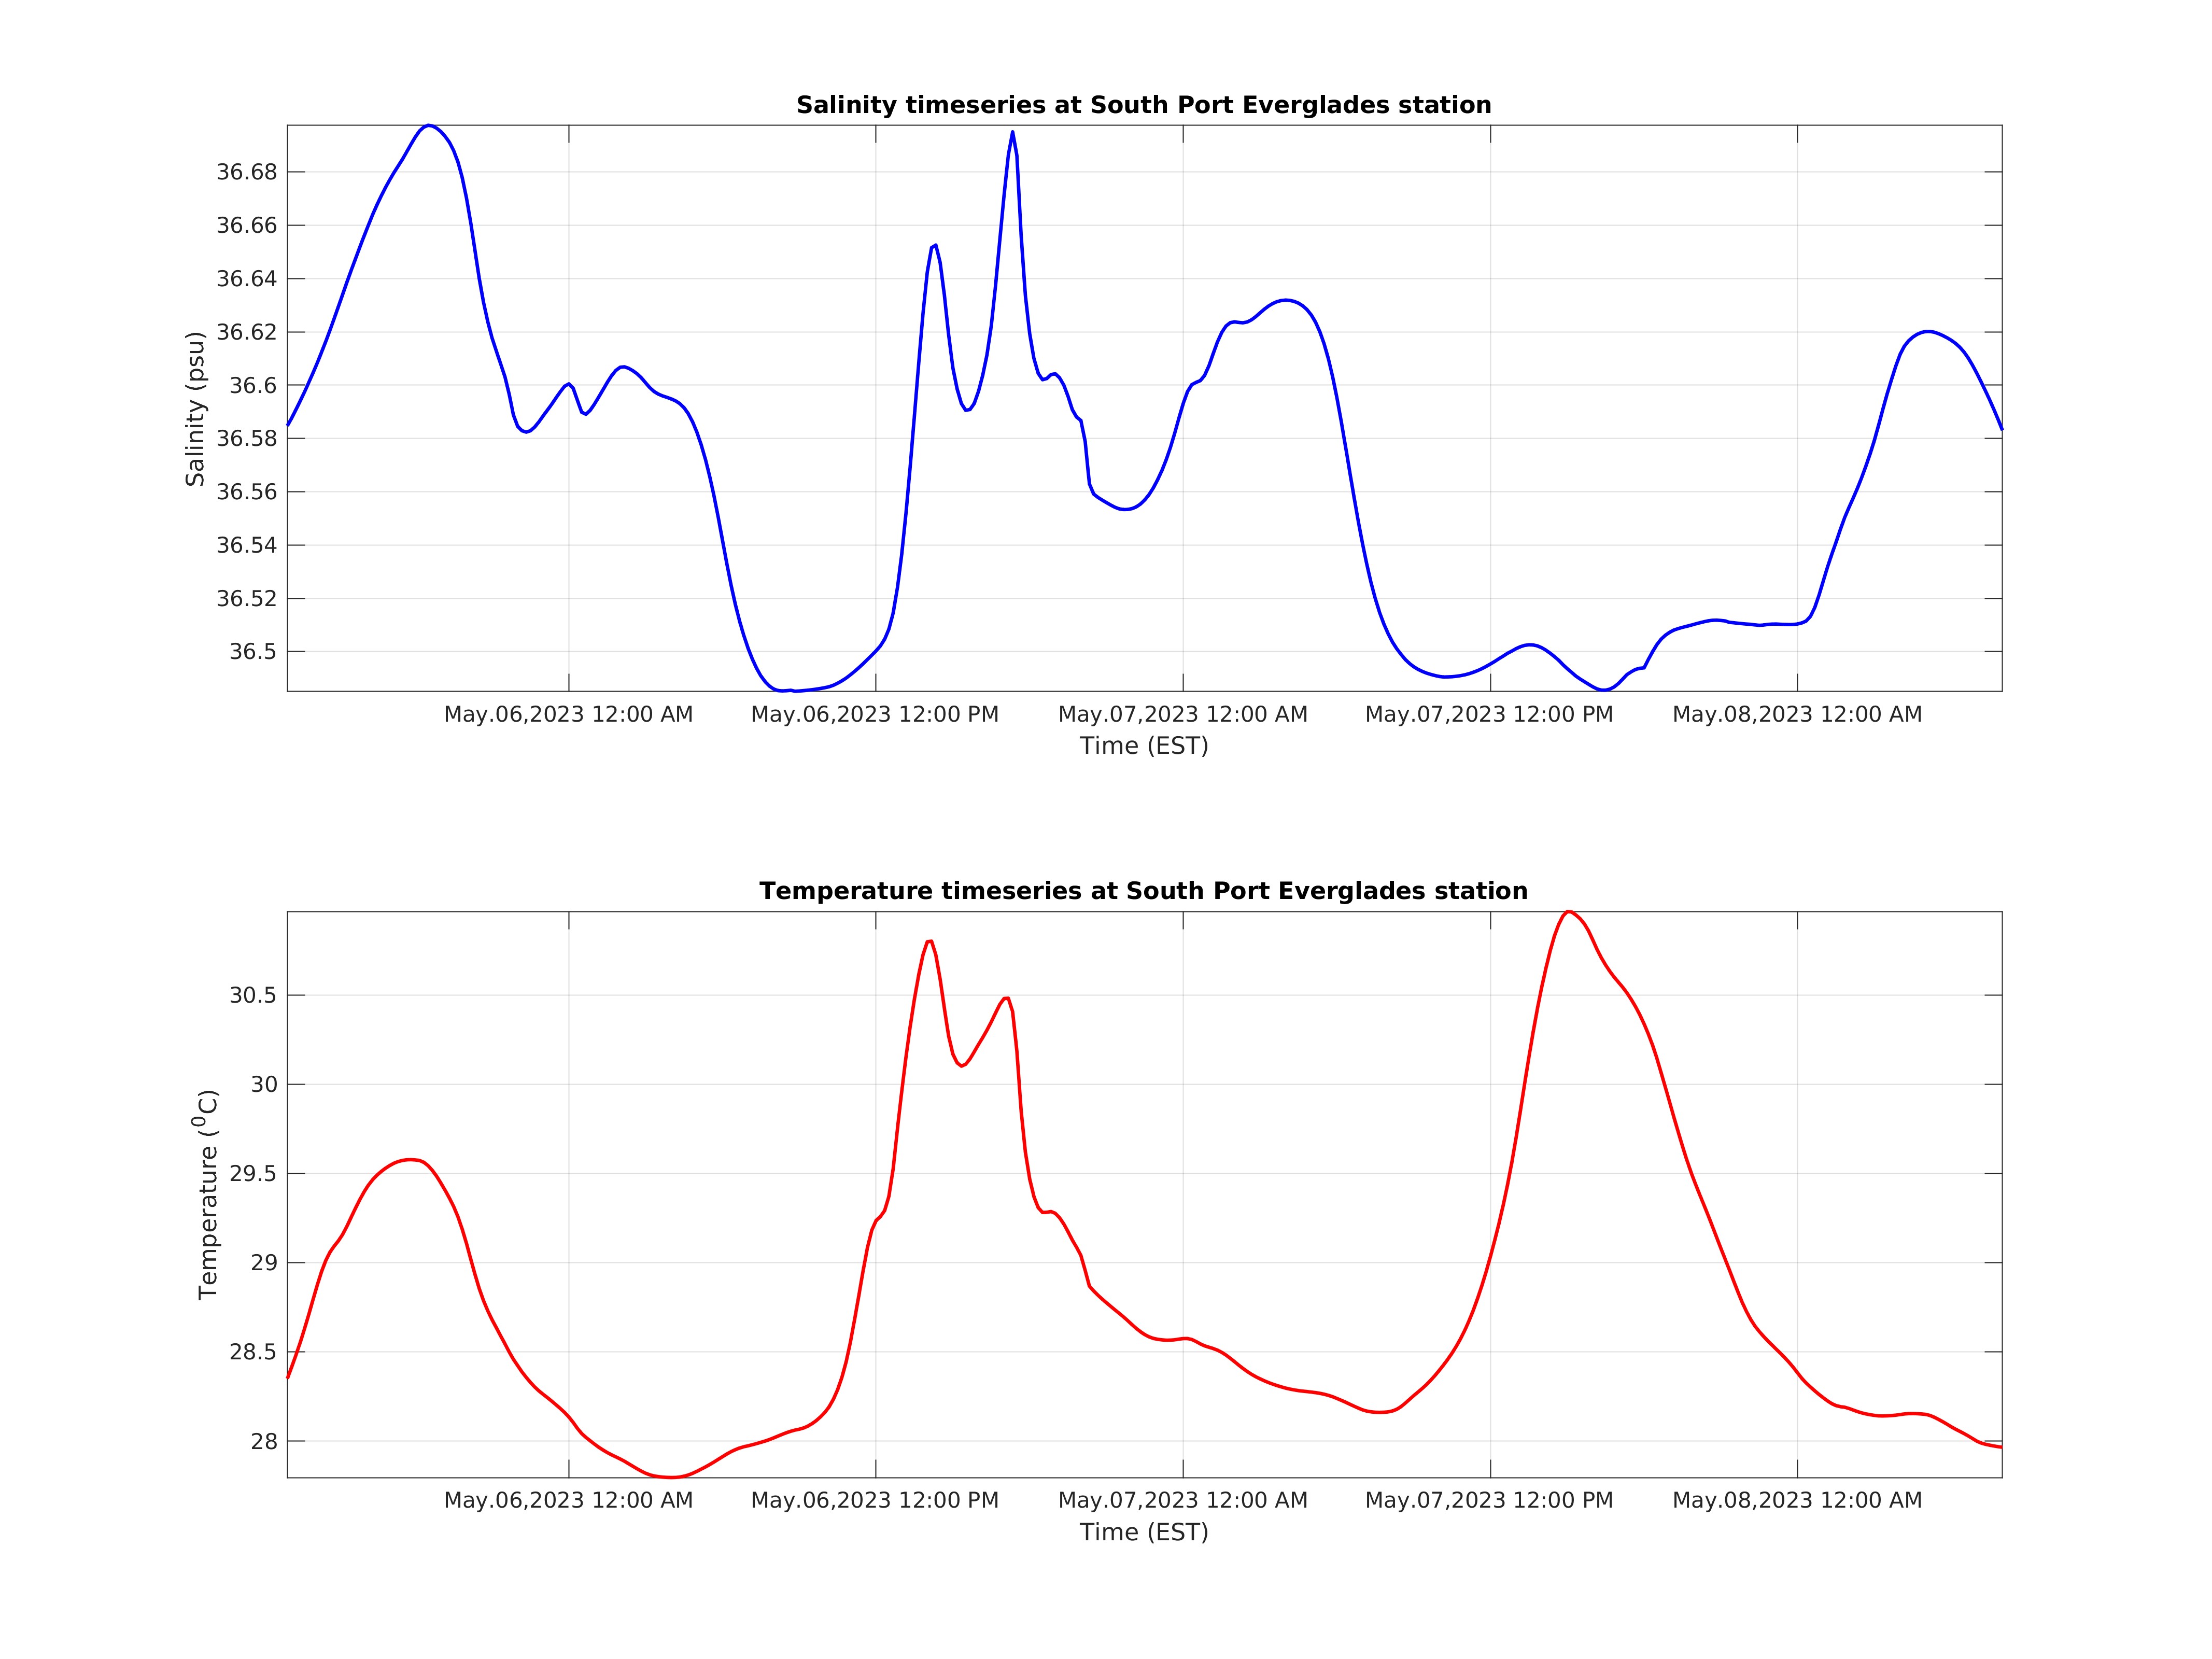 Salinity timeseries at South Port Everglades station
36.68
36.66
36.64
36.62
36.6
36.58
36.56
36.54
36.52
36.5
Salinity (psu)
May.06,2023 12:00 AM May.06,2023 12:00 PM May.07,2023 12:00 AM May.07,2023 12:00 PM May.08,2023 12:00 AM
Time (EST)
Temperature timeseries at South Port Everglades station
30.5
30
29.5
29
28.5
28
Temperature (⁰C)
May.06,2023 12:00 AM May.06,2023 12:00 PM May.07,2023 12:00 AM May.07,2023 12:00 PM May.08,2023 12:00 AM
Time (EST)